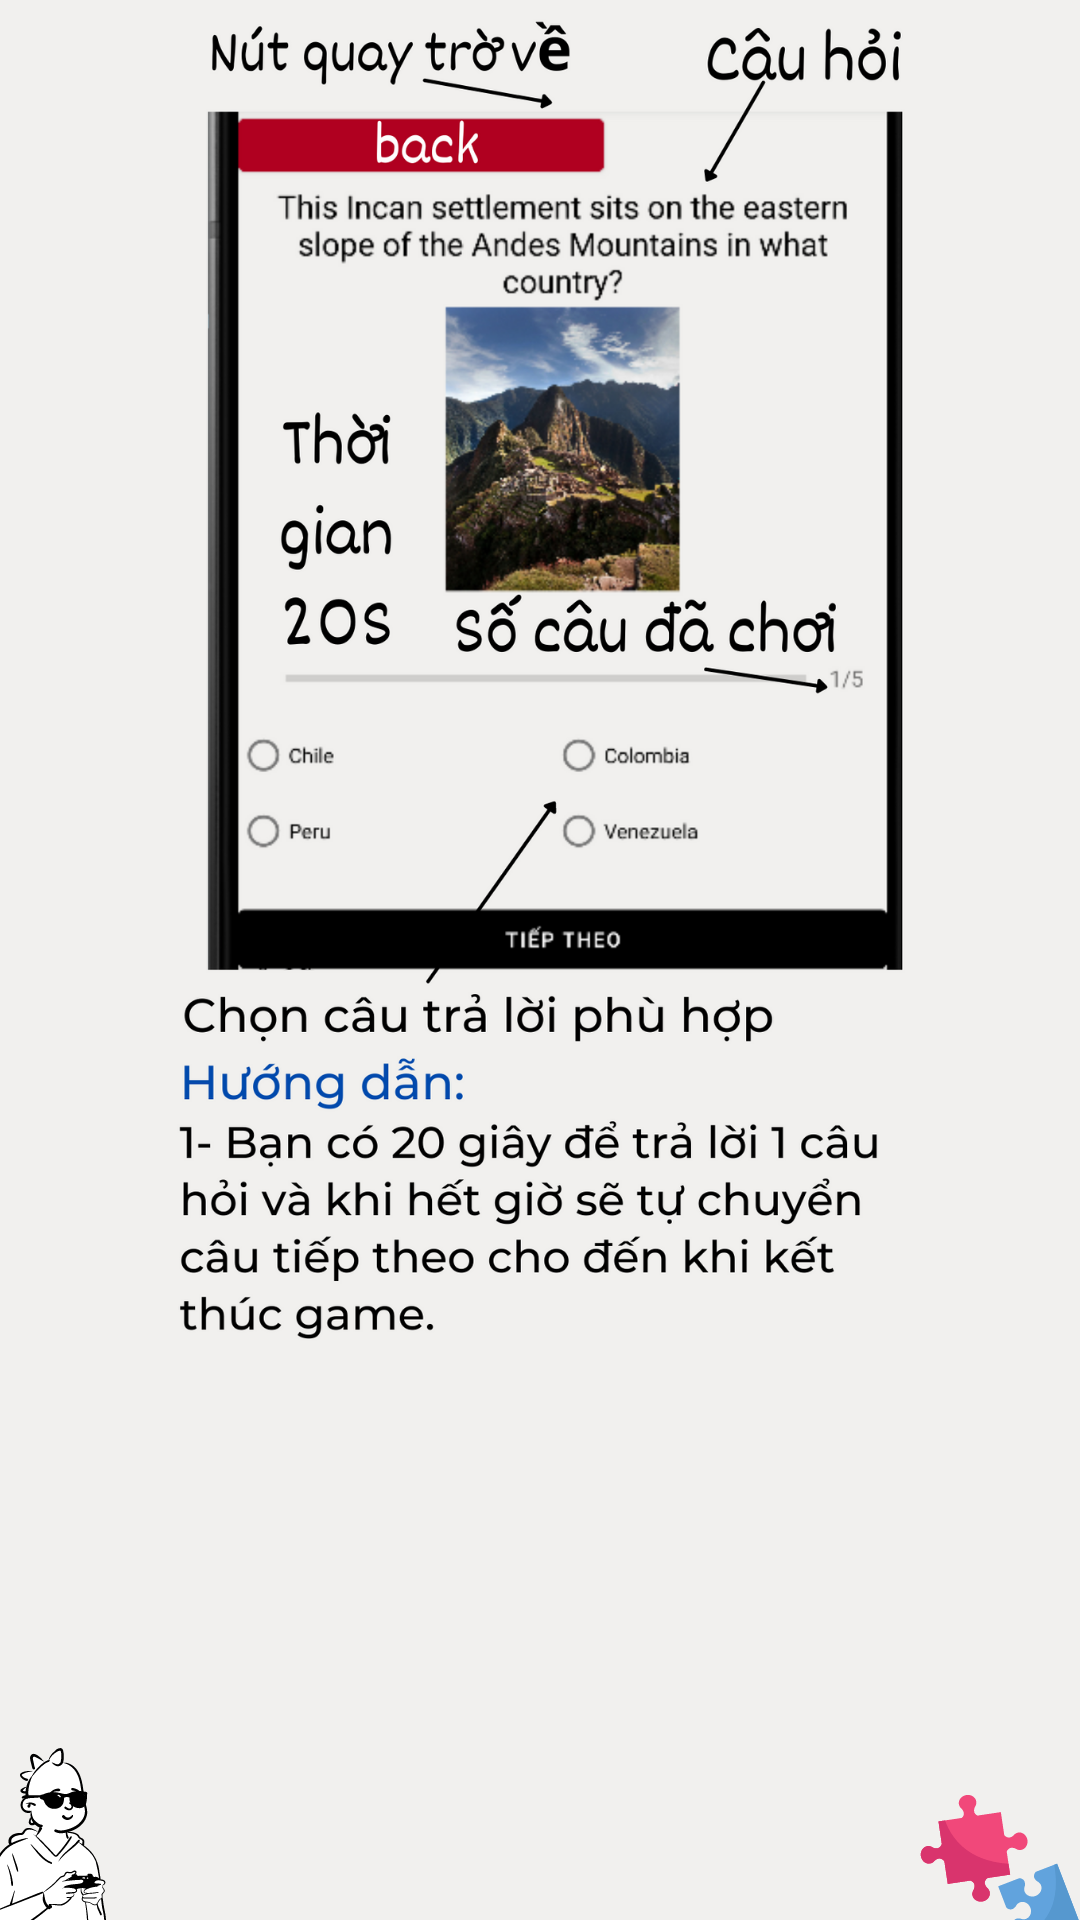 Nút quay trờ về
Câu hỏi
back
This Incan settlement sits on the eastern
slope of the Andes Mountains in what
country?
Thời
gian
20s
Số câu đã chơi
1/5
Chile
Colombia
Peru
Venezuela
TIẾP THEO
Chọn câu trả lời phù hợp
Hướng dẫn:
1- Bạn có 20 giây để trả lời 1 câu
hỏi và khi hết giờ sẽ tự chuyển
câu tiếp theo cho đến khi kết
thúc game.